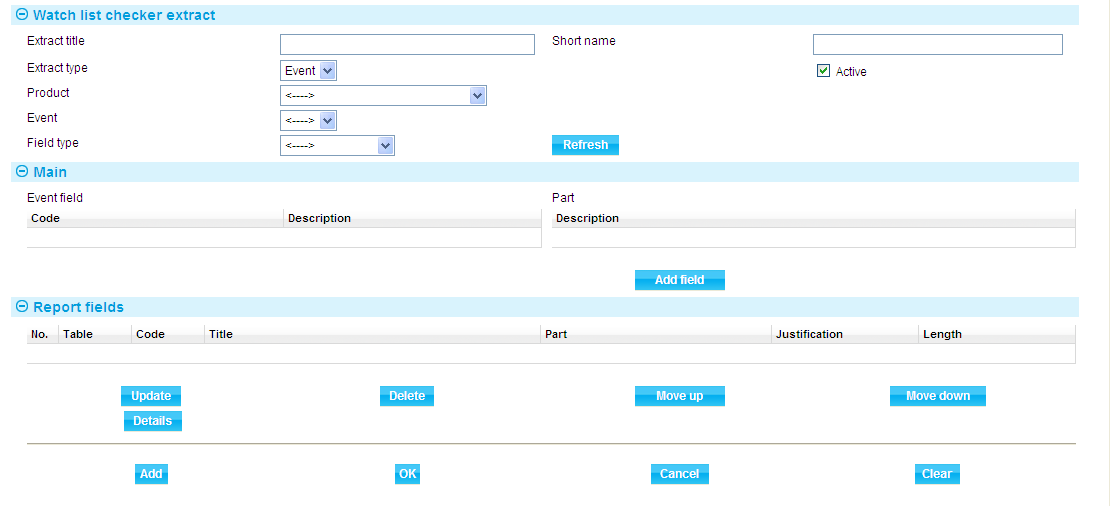 Watch list checker extract
Extract title Short name
Extract type Event Active
Product <---->
Event <---->
Field type <----> Refresh
Main
Event field Part
Code Description Description
Add field
Report fields
No. Table Code Title Part Justification Length
Update Delete Move up Move down
Details
Add OK Cancel Clear